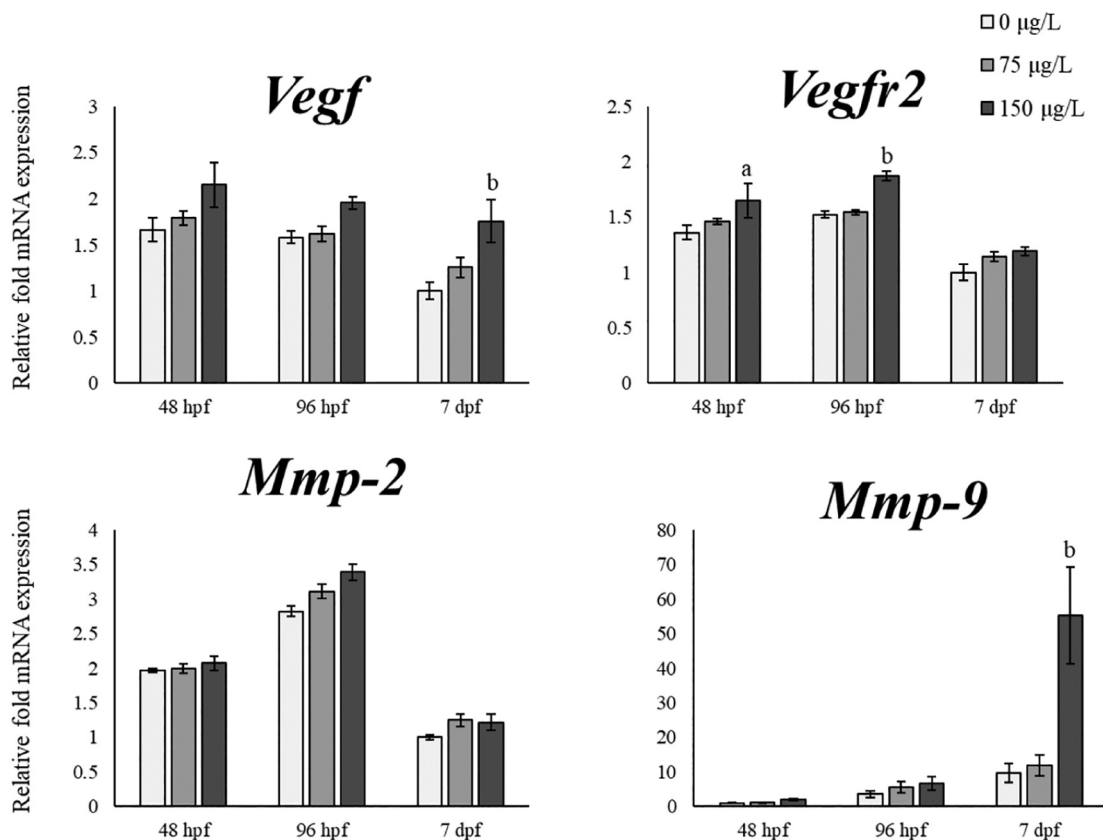 0 µg/L
75 µg/L
150 µg/L
Vegf
Relative fold mRNA expression
3
2.5
2
1.5
1
0.5
0
b
48 hpf 96 hpf 7 dpf
Vegfr2
2.5
2
1.5
1
0.5
0
a b
48 hpf 96 hpf 7 dpf
Mmp-2
Relative fold mRNA expression
4
3.5
3
2.5
2
1.5
1
0.5
0
48 hpf 96 hpf 7 dpf
Mmp-9
80
70
60
50
40
30
20
10
0
b
48 hpf 96 hpf 7 dpf